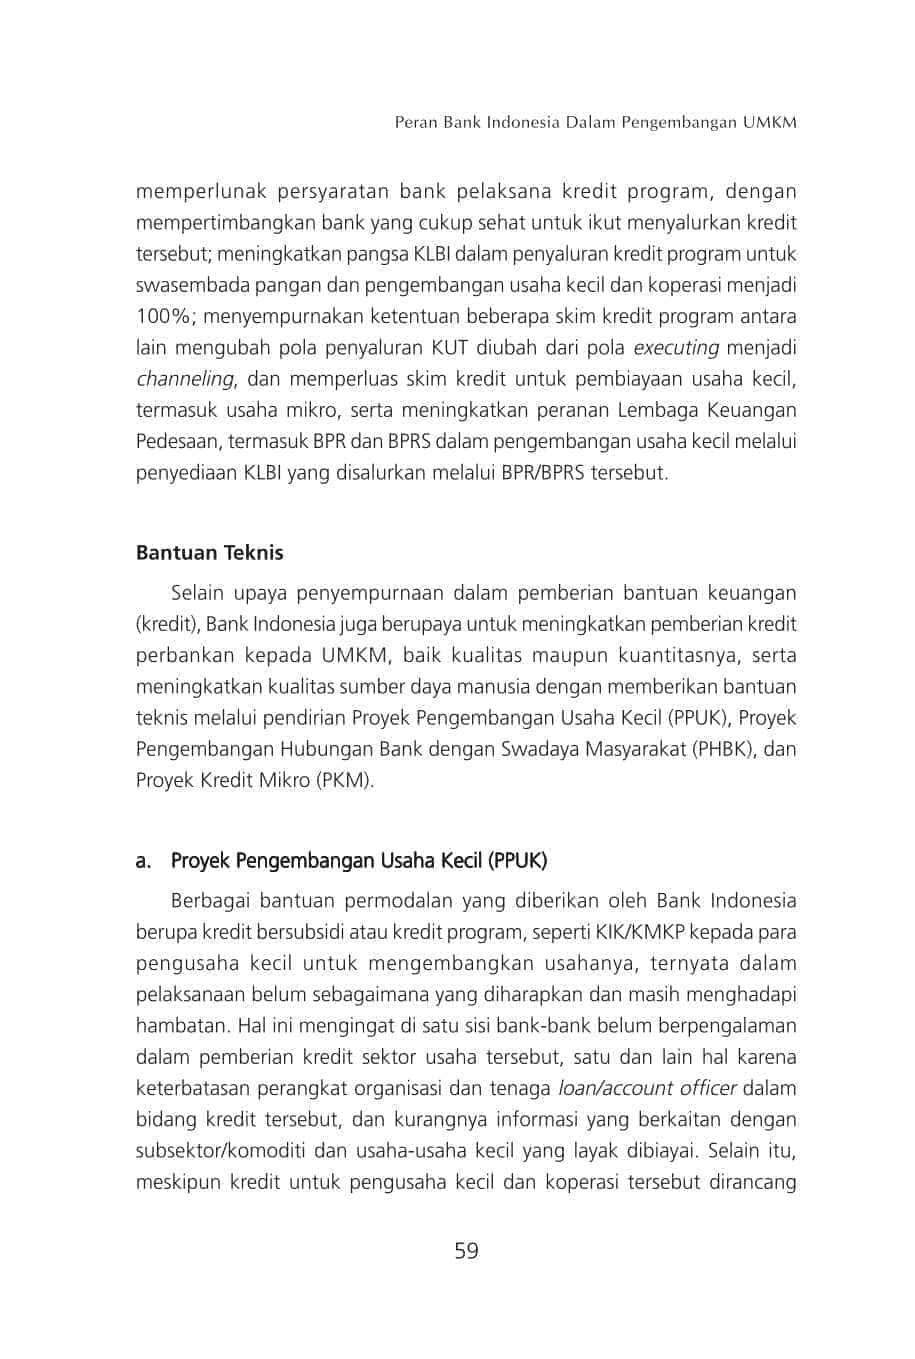 Peran Bank Indonesia Dalam Pengembangan UMKM
memperlunak persyaratan bank pelaksana kredit program, dengan
mempertimbangkan bank yang cukup sehat untuk ikut menyalurkan kredit
tersebut; meningkatkan pangsa KLBI dalam penyaluran kredit program untuk
swasembada pangan dan pengembangan usaha kecil dan koperasi menjadi
100%; menyempurnakan ketentuan beberapa skim kredit program antara
lain mengubah pola penyaluran KUT diubah dari pola executing menjadi
channeling, dan memperluas skim kredit untuk pembiayaan usaha kecil,
termasuk usaha mikro, serta meningkatkan peranan Lembaga Keuangan
Pedesaan, termasuk BPR dan BPRS dalam pengembangan usaha kecil melalui
penyediaan KLBI yang disalurkan melalui BPR/BPRS tersebut.
Bantuan Teknis
Selain upaya penyempurnaan dalam pemberian bantuan keuangan
(kredit), Bank Indonesia juga berupaya untuk meningkatkan pemberian kredit
perbankan kepada UMKM, baik kualitas maupun kuantitasnya, serta
meningkatkan kualitas sumber daya manusia dengan memberikan bantuan
teknis melalui pendirian Proyek Pengembangan Usaha Kecil (PPUK), Proyek
Pengembangan Hubungan Bank dengan Swadaya Masyarakat (PHBK), dan
Proyek Kredit Mikro (PKM).
a. Proyek Pengembangan Usaha Kecil (PPUK)
Berbagai bantuan permodalan yang diberikan oleh Bank Indonesia
berupa kredit bersubsidi atau kredit program, seperti KIK/KMKP kepada para
pengusaha kecil untuk mengembangkan usahanya, ternyata dalam
pelaksanaan belum sebagaimana yang diharapkan dan masih menghadapi
hambatan. Hal ini mengingat di satu sisi bank-bank belum berpengalaman
dalam pemberian kredit sektor usaha tersebut, satu dan lain hal karena
keterbatasan perangkat organisasi dan tenaga loan/account officer dalam
bidang kredit tersebut, dan kurangnya informasi yang berkaitan dengan
subsektor/komoditi dan usaha-usaha kecil yang layak dibiayai. Selain itu,
meskipun kredit untuk pengusaha kecil dan koperasi tersebut dirancang
59